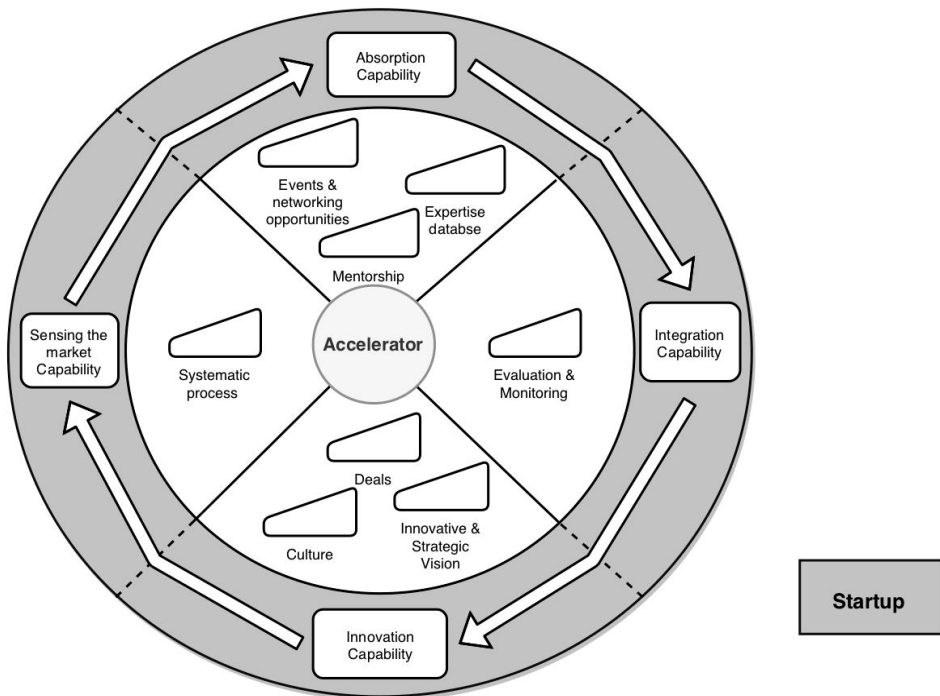 Absorption
Capability
Events &
networking
opportunities
Expertise
databse
Mentorship
Sensing the
market
Capability
Systematic
process
Accelerator
Evaluation &
Monitoring
Integration
Capability
Deals
Culture
Innovative &
Strategic
Vision
Innovation
Capability
Startup